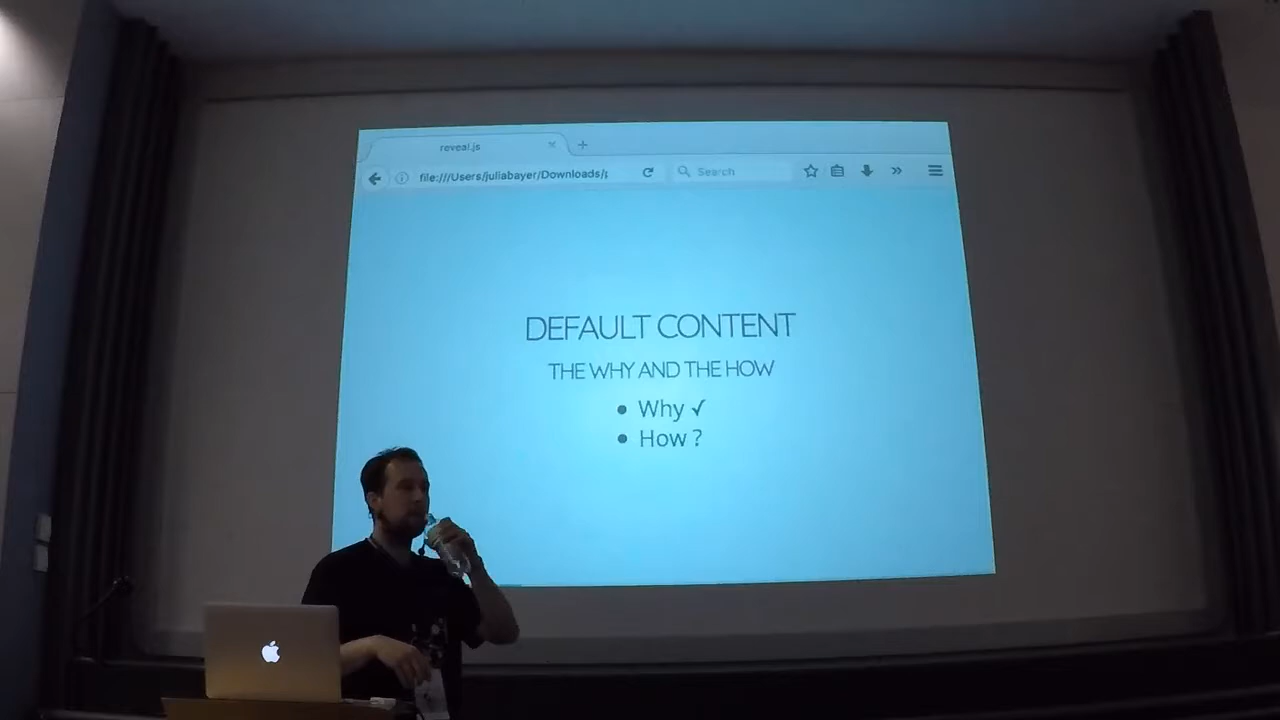 reveal.js
file:///Users/juliabayer/Downloads/p
Search
DEFAULT CONTENT
THE WHY AND THE HOW
• Why ✓
• How ?